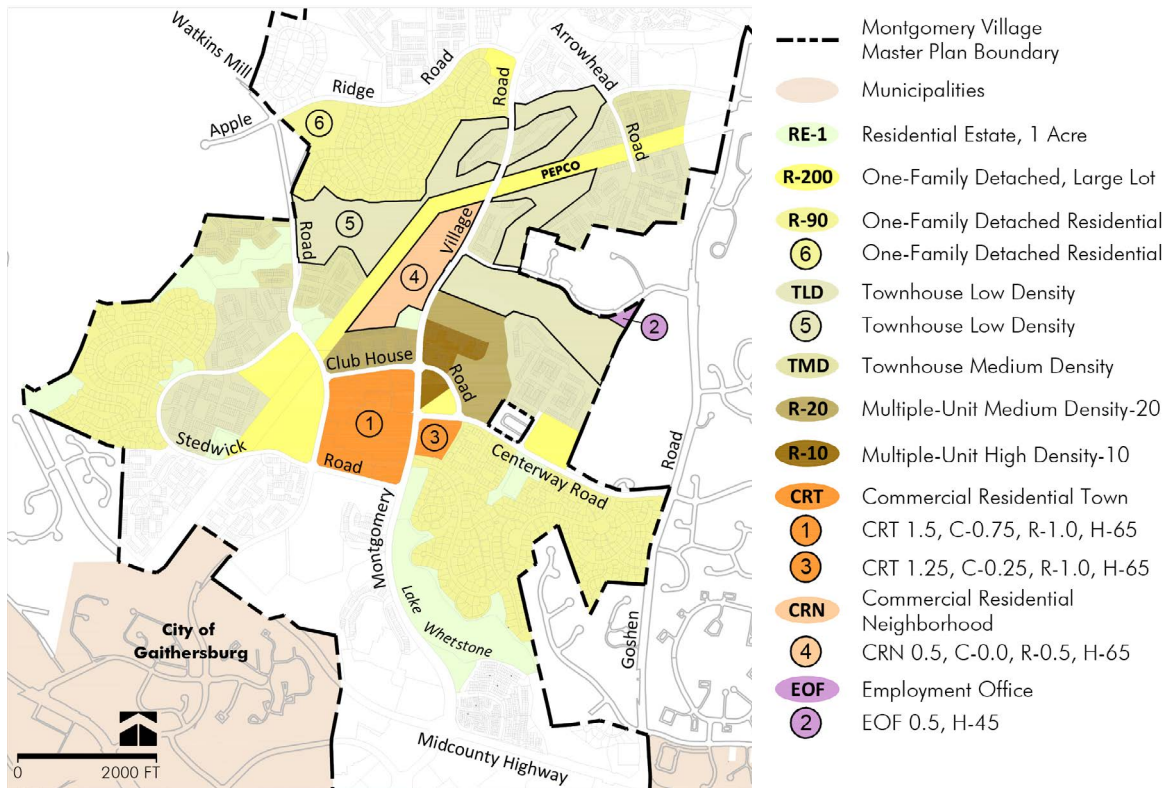 Watkins Mill
Apple
Ridge
Road
Road
Arrowhead
Road
6
PEPCO
5
Road
Village
4
2
Club House
Road
1
3
Stedwick
Road
Centerway Road
Road
Montgomery
Lake
Whetstone
Goshen
City of
Gaithersburg
0
2000 FT
Midcounty Highway
Montgomery Village
Master Plan Boundary
Municipalities
RE-1 Residential Estate, 1 Acre
R-200 One-Family Detached, Large Lot
R-90 One-Family Detached Residential
6 One-Family Detached Residential
TLD Townhouse Low Density
5 Townhouse Low Density
TMD Townhouse Medium Density
R-20 Multiple-Unit Medium Density-20
R-10 Multiple-Unit High Density-10
CRT Commercial Residential Town
1 CRT 1.5, C-0.75, R-1.0, H-65
3 CRT 1.25, C-0.25, R-1.0, H-65
CRN Commercial Residential
Neighborhood
4 CRN 0.5, C-0.0, R-0.5, H-65
EOF Employment Office
2 EOF 0.5, H-45